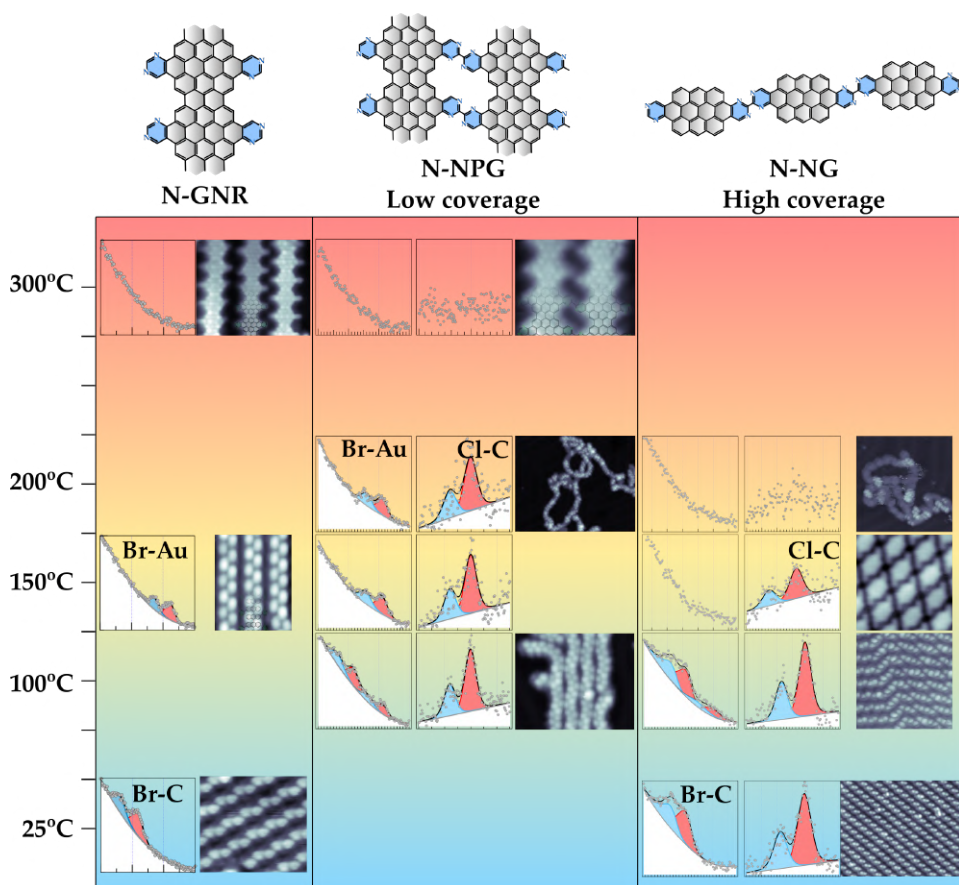 N-GNR
N-NPG
Low coverage
N-NG
High coverage
300ºC
Br-Au
Cl-C
200ºC
Br-Au
Cl-C
150ºC
100ºC
Br-C
Br-C
25ºC